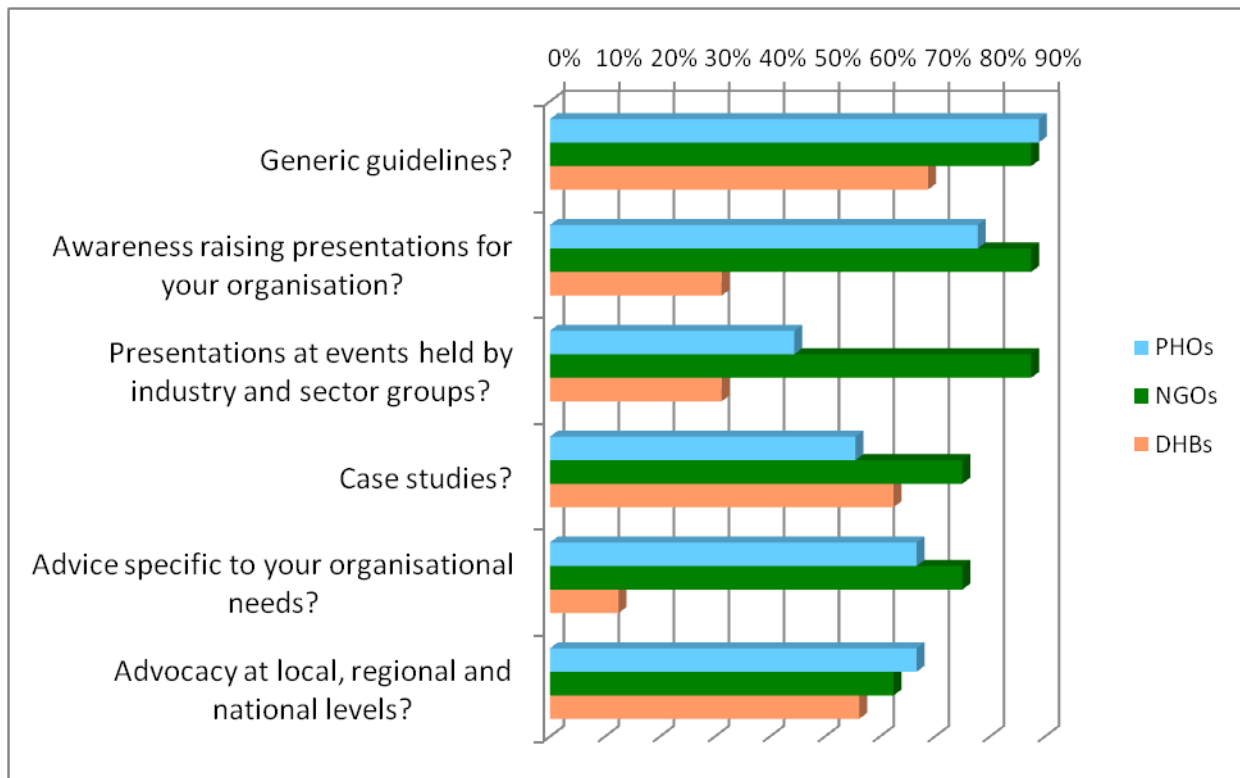 0% 10% 20% 30% 40% 50% 60% 70% 80% 90%
Generic guidelines?
Awareness raising presentations for
your organisation?
Presentations at events held by
industry and sector groups?
Case studies?
Advice specific to your organisational
needs?
Advocacy at local, regional and
national levels?
PHOs
NGOs
DHBs